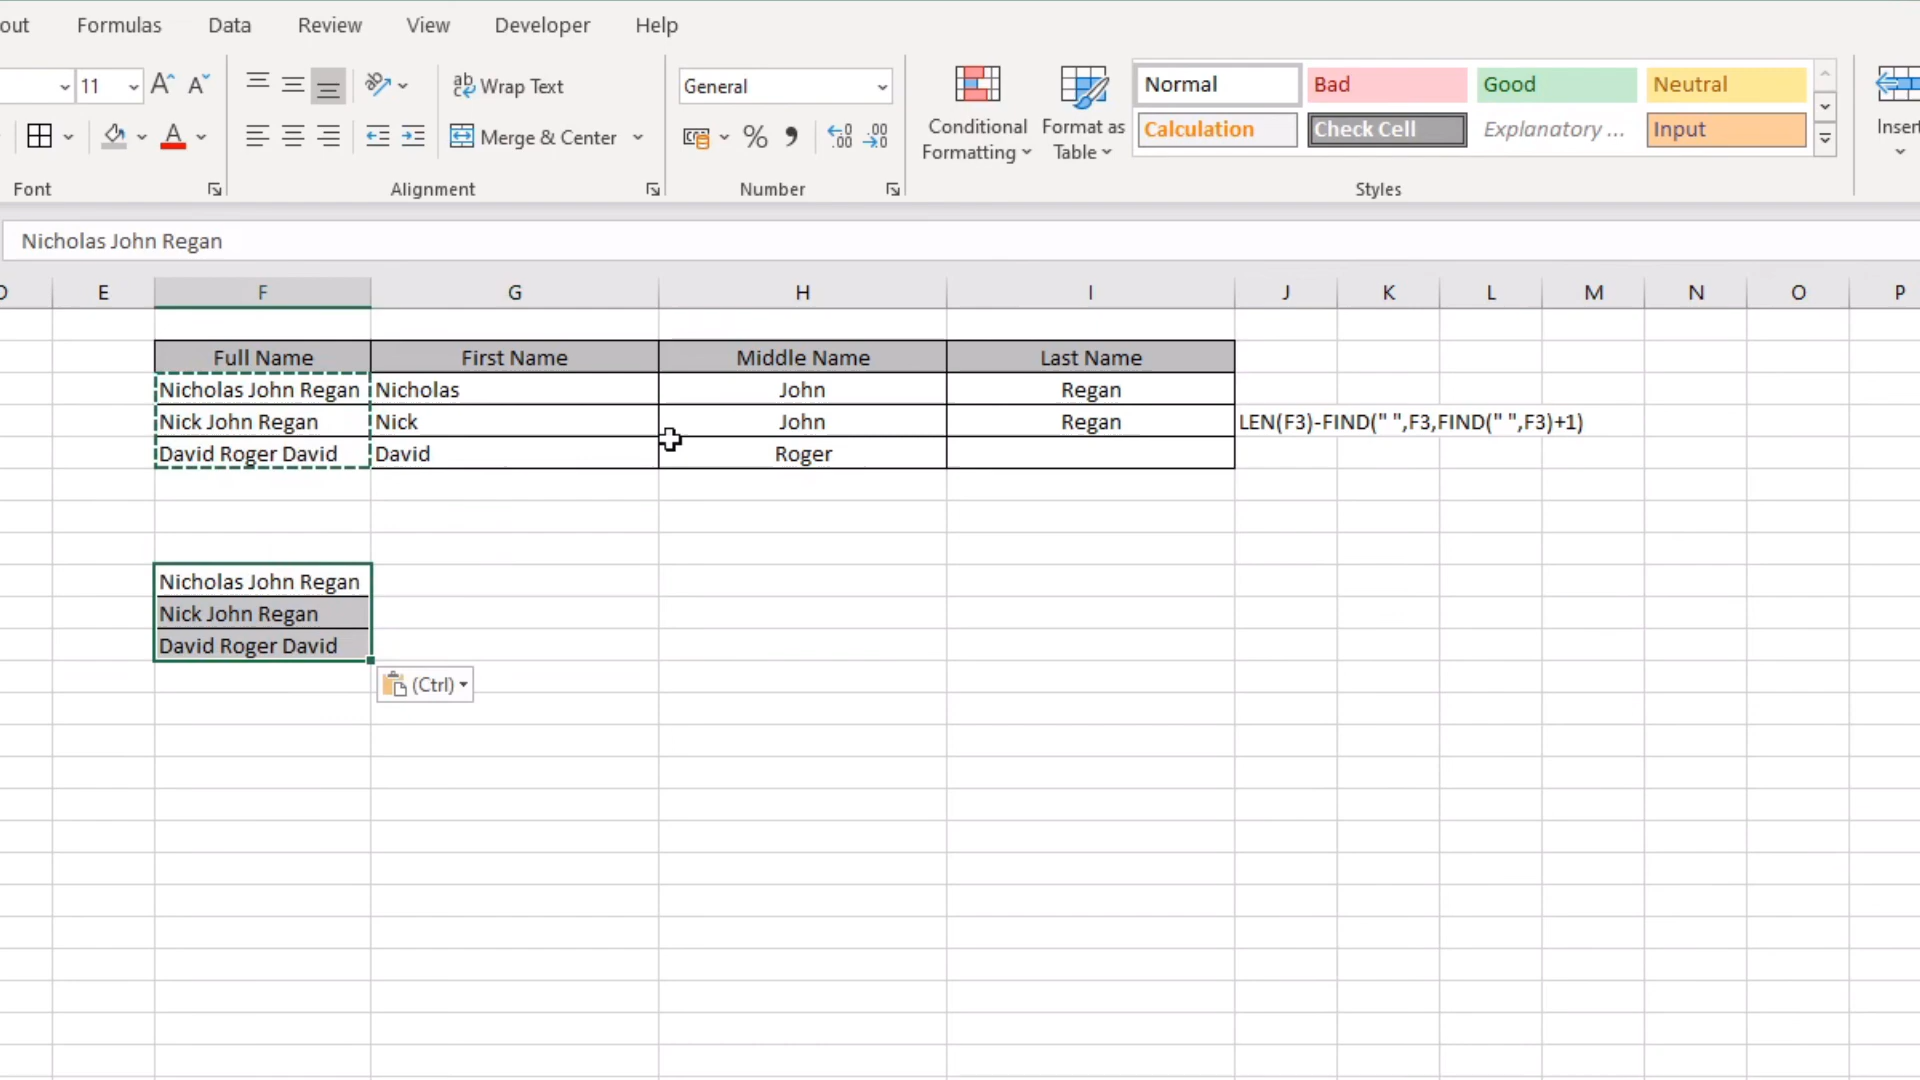 out Formulas Data Review View Developer Help
11 A^ A˅ ab Wrap Text General Normal Bad Good Neutral
Merge & Center % , .00 .00 Conditional Formatting Format as Table Calculation Check Cell Explanatory ... Input Insert
Font Alignment Number Styles
Nicholas John Regan
E F G H I J K L M N O P
Full Name First Name Middle Name Last Name
Nicholas John Regan Nicholas John Regan
Nick John Regan Nick John Regan LEN(F3)-FIND(" ",F3,FIND(" ",F3)+1)
David Roger David David Roger
Nicholas John Regan
Nick John Regan
David Roger David
(Ctrl)